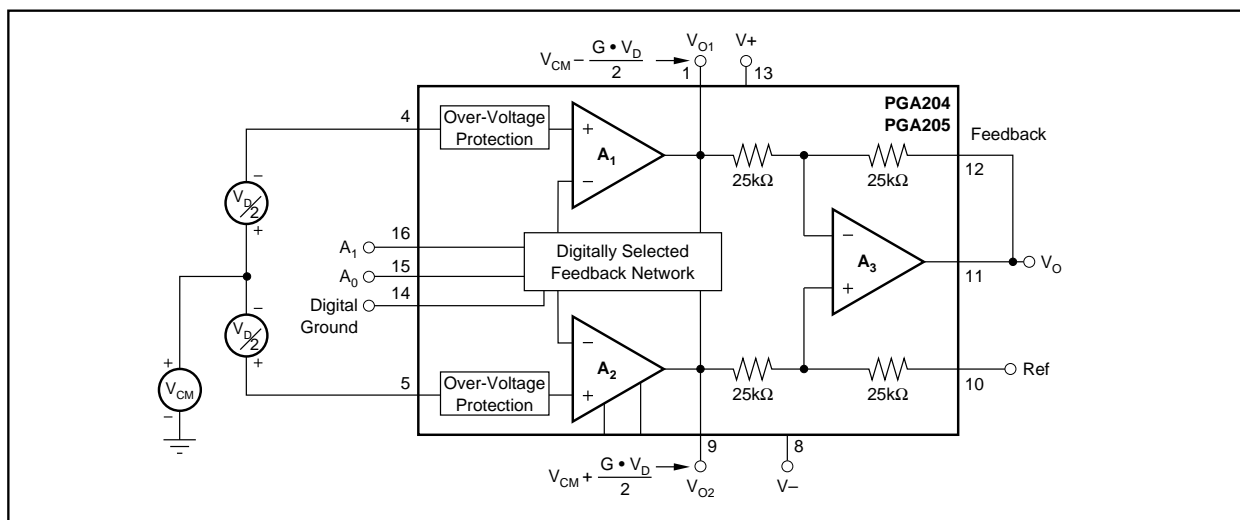 V_CM − G • V_D / 2
V_O1
1
V+
13
PGA204
PGA205
4
Over-Voltage
Protection
+
A_1
−
25kΩ
25kΩ
Feedback
12
−
V_D/2
+
A_1
16
A_0
15
14
Digital
Ground
Digitally Selected
Feedback Network
−
A_3
+
11
V_O
−
V_D/2
+
+
V_CM
−
5
Over-Voltage
Protection
−
A_2
+
25kΩ
25kΩ
10
Ref
9
8
V_CM + G • V_D / 2
V_O2
V−